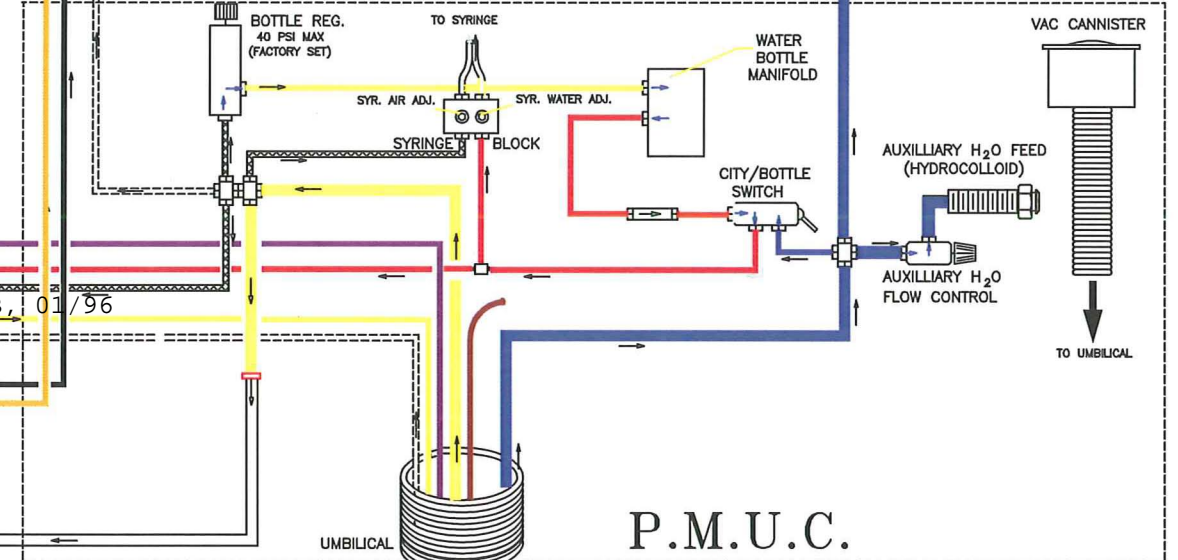 BOTTLE REG.
40 PSI MAX
(FACTORY SET)
TO SYRINGE
VAC CANNISTER
WATER
BOTTLE
MANIFOLD
SYR. AIR ADJ.
SYR. WATER ADJ.
SYRINGE
BLOCK
CITY/BOTTLE
SWITCH
AUXILLIARY H2O FEED
(HYDROCOLLOID)
AUXILLIARY H2O
FLOW CONTROL
, 01/96
TO UMBILICAL
UMBILICAL
P.M.U.C.